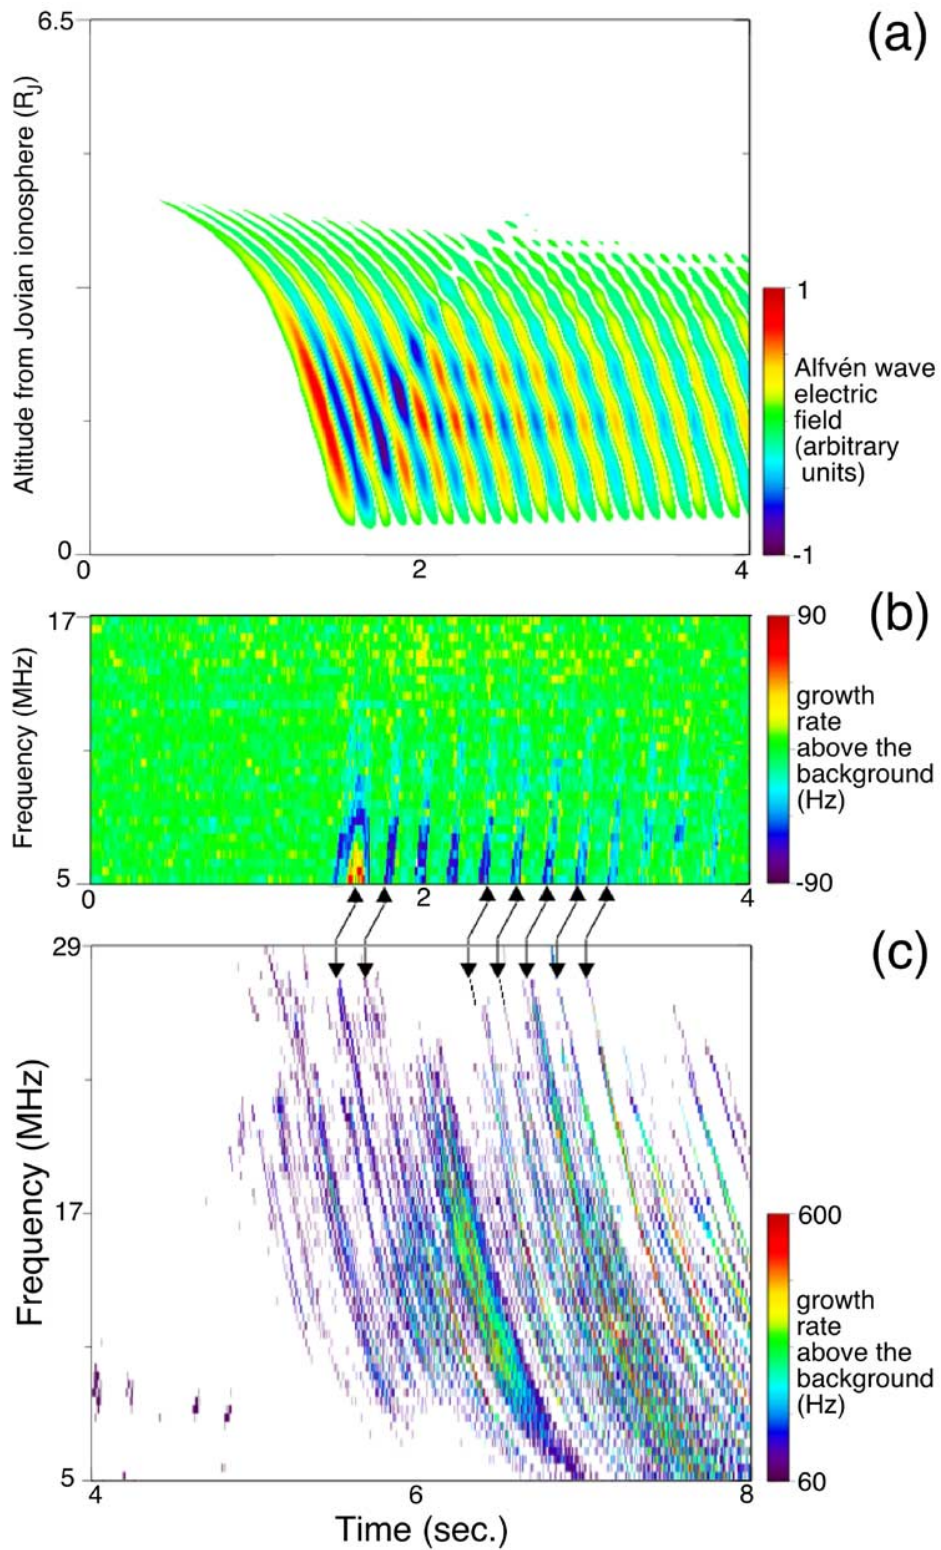 (a)
6.5
Altitude from Jovian ionosphere (RJ)
0
0 2 4
1
Alfvén wave
electric
field
(arbitrary
units)
-1
(b)
17
Frequency (MHz)
5
0 2 4
90
growth
rate
above the
background
(Hz)
-90
(c)
29
Frequency (MHz)
17
5
4 6 8
Time (sec.)
600
growth
rate
above the
background
(Hz)
60